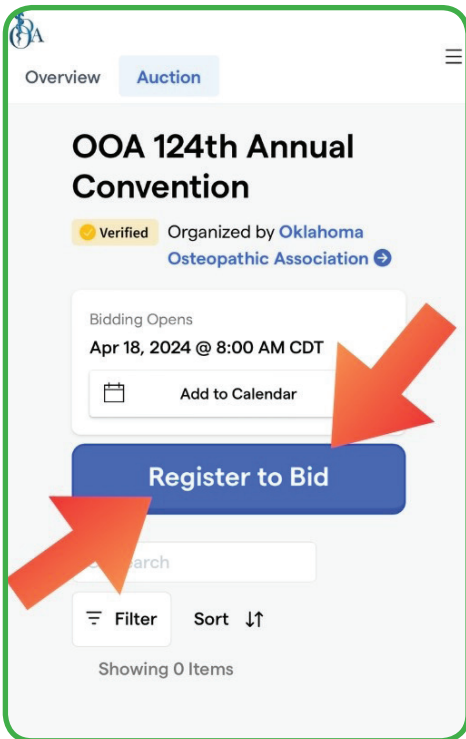 OOA
Overview Auction
OOA 124th Annual
Convention
Verified Organized by Oklahoma
Osteopathic Association
Bidding Opens
Apr 18, 2024 @ 8:00 AM CDT
Add to Calendar
Register to Bid
Filter Sort
Showing 0 Items